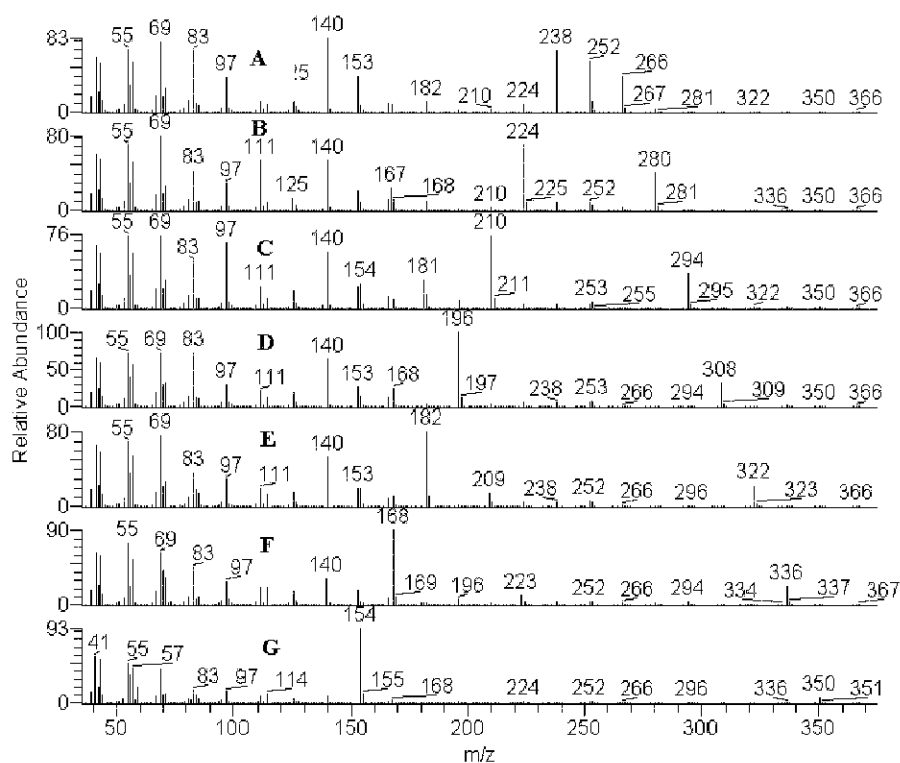 Relative Abundance
83 55 69 83 97 A 140 153 182 210 224 238 252 266 267 281 322 350 366
0
80 55 69 83 97 B 111 125 140 167 168 210 224 225 252 280 281 336 350 366
0
76 55 69 83 97 C 111 140 154 181 210 211 253 255 294 295 322 350 366
0
100 55 69 83 97 D 111 140 153 168 196 197 238 253 266 294 308 309 350 366
50
0
80 55 69 83 97 E 111 140 153 182 209 238 252 266 296 322 323 366
0
90 55 69 83 97 F 140 168 169 196 223 252 266 294 334 336 337 367
0
93 41 55 57 83 97 G 114 154 155 168 224 252 266 296 336 350 351
0
50 100 150 200 250 300 350
m/z